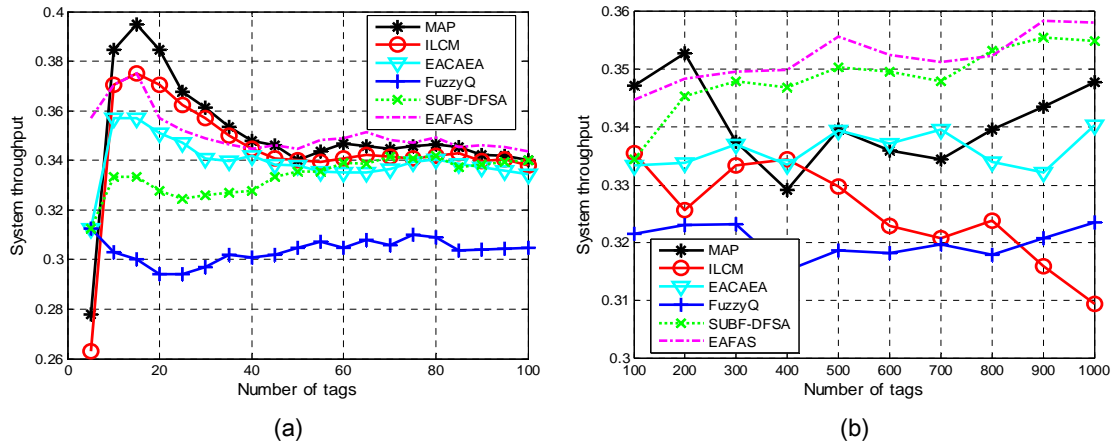 0.4
0.38
0.36
0.34
0.32
0.3
0.28
0.26
System throughput
0 20 40 60 80 100
Number of tags
MAP
ILCM
EACAEA
FuzzyQ
SUBF-DFSA
EAFAS
(a)
0.36
0.35
0.34
0.33
0.32
0.31
0.3
System throughput
100 200 300 400 500 600 700 800 900 1000
Number of tags
MAP
ILCM
EACAEA
FuzzyQ
SUBF-DFSA
EAFAS
(b)